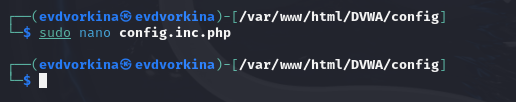 ┌──(evdvorkina㉿evdvorkina)-[/var/www/html/DVWA/config]
└─$ sudo nano config.inc.php
┌──(evdvorkina㉿evdvorkina)-[/var/www/html/DVWA/config]
└─$